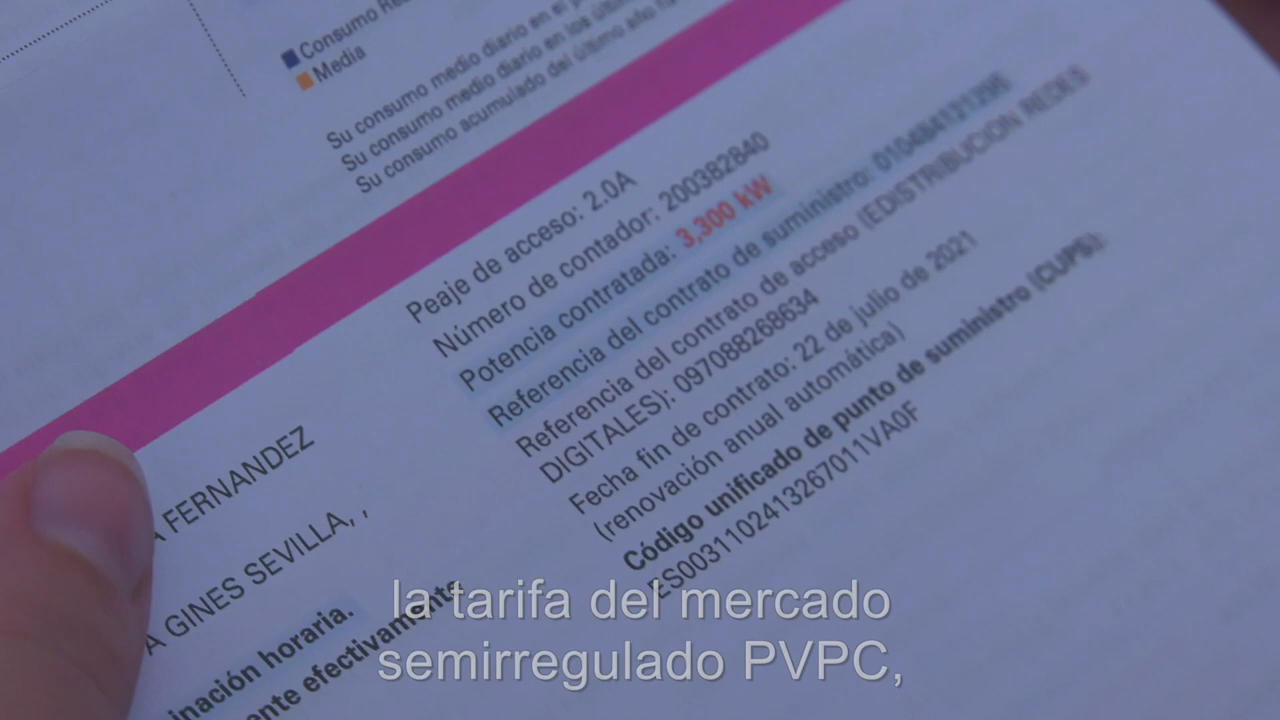 Consumo
Media
Su consumo medio diario en el
Su consumo medio diario en los
Su consumo acumulado del último año
Peaje de acceso: 2.0A
Número de contador: 200382840
Potencia contratada: 3,300 kW
Referencia del contrato de suministro:
Referencia del contrato de acceso (EDISTRIBUCION REDES
DIGITALES): 097088268634
Fecha fin de contrato: 22 de julio de 2021
(renovación anual automática)
Código unificado de punto de suministro (CUPS):
ES0031102413267011VA0F
A FERNANDEZ
A GINES SEVILLA, ,
inación horaria.
ente efectivamente.
la tarifa del mercado
semirregulado PVPC,